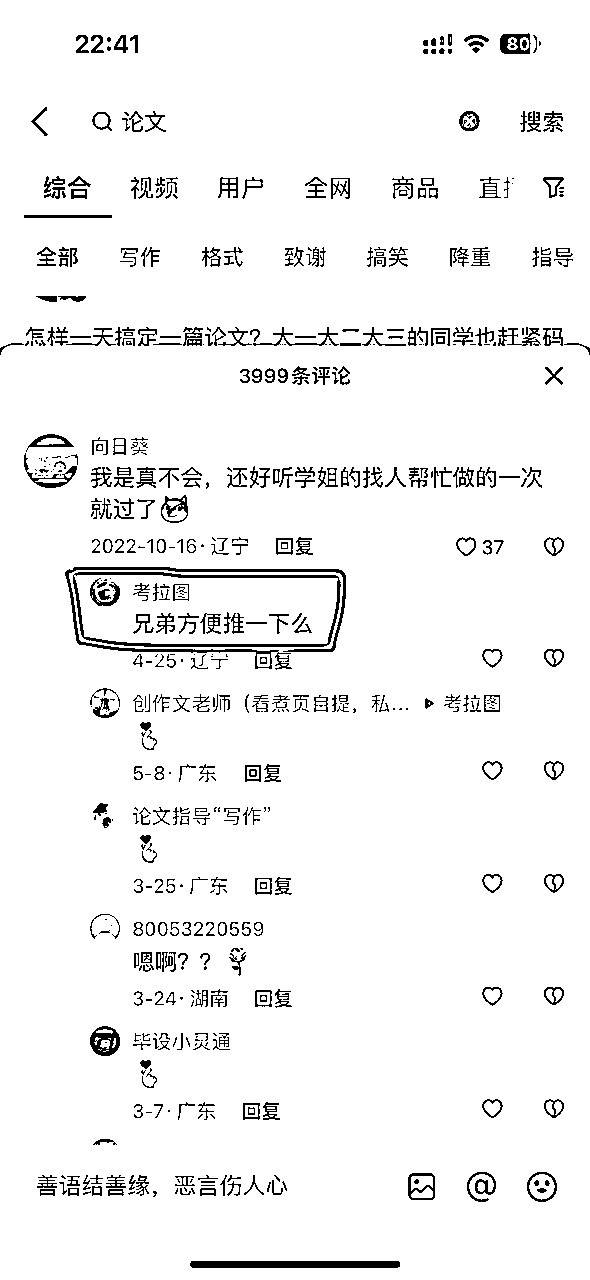 22:41
80
论文
搜索
综合 视频 用户 全网 商品 直播
全部 写作 格式 致谢 搞笑 降重 指导
怎样一天搞定一篇论文？大一大二大三的同学也赶紧码
3999条评论
向日葵
我是真不会，还好听学姐的找人帮忙做的一次
就过了
2022-10-16·辽宁 回复 37
考拉图
兄弟方便推一下么
4-25·辽宁 回复
创作文老师（看煮页自提，私... ▶ 考拉图
5-8·广东 回复
论文指导“写作”
3-25·广东 回复
80053220559
嗯啊？？
3-24·湖南 回复
毕设小灵通
3-7·广东 回复
善语结善缘，恶言伤人心